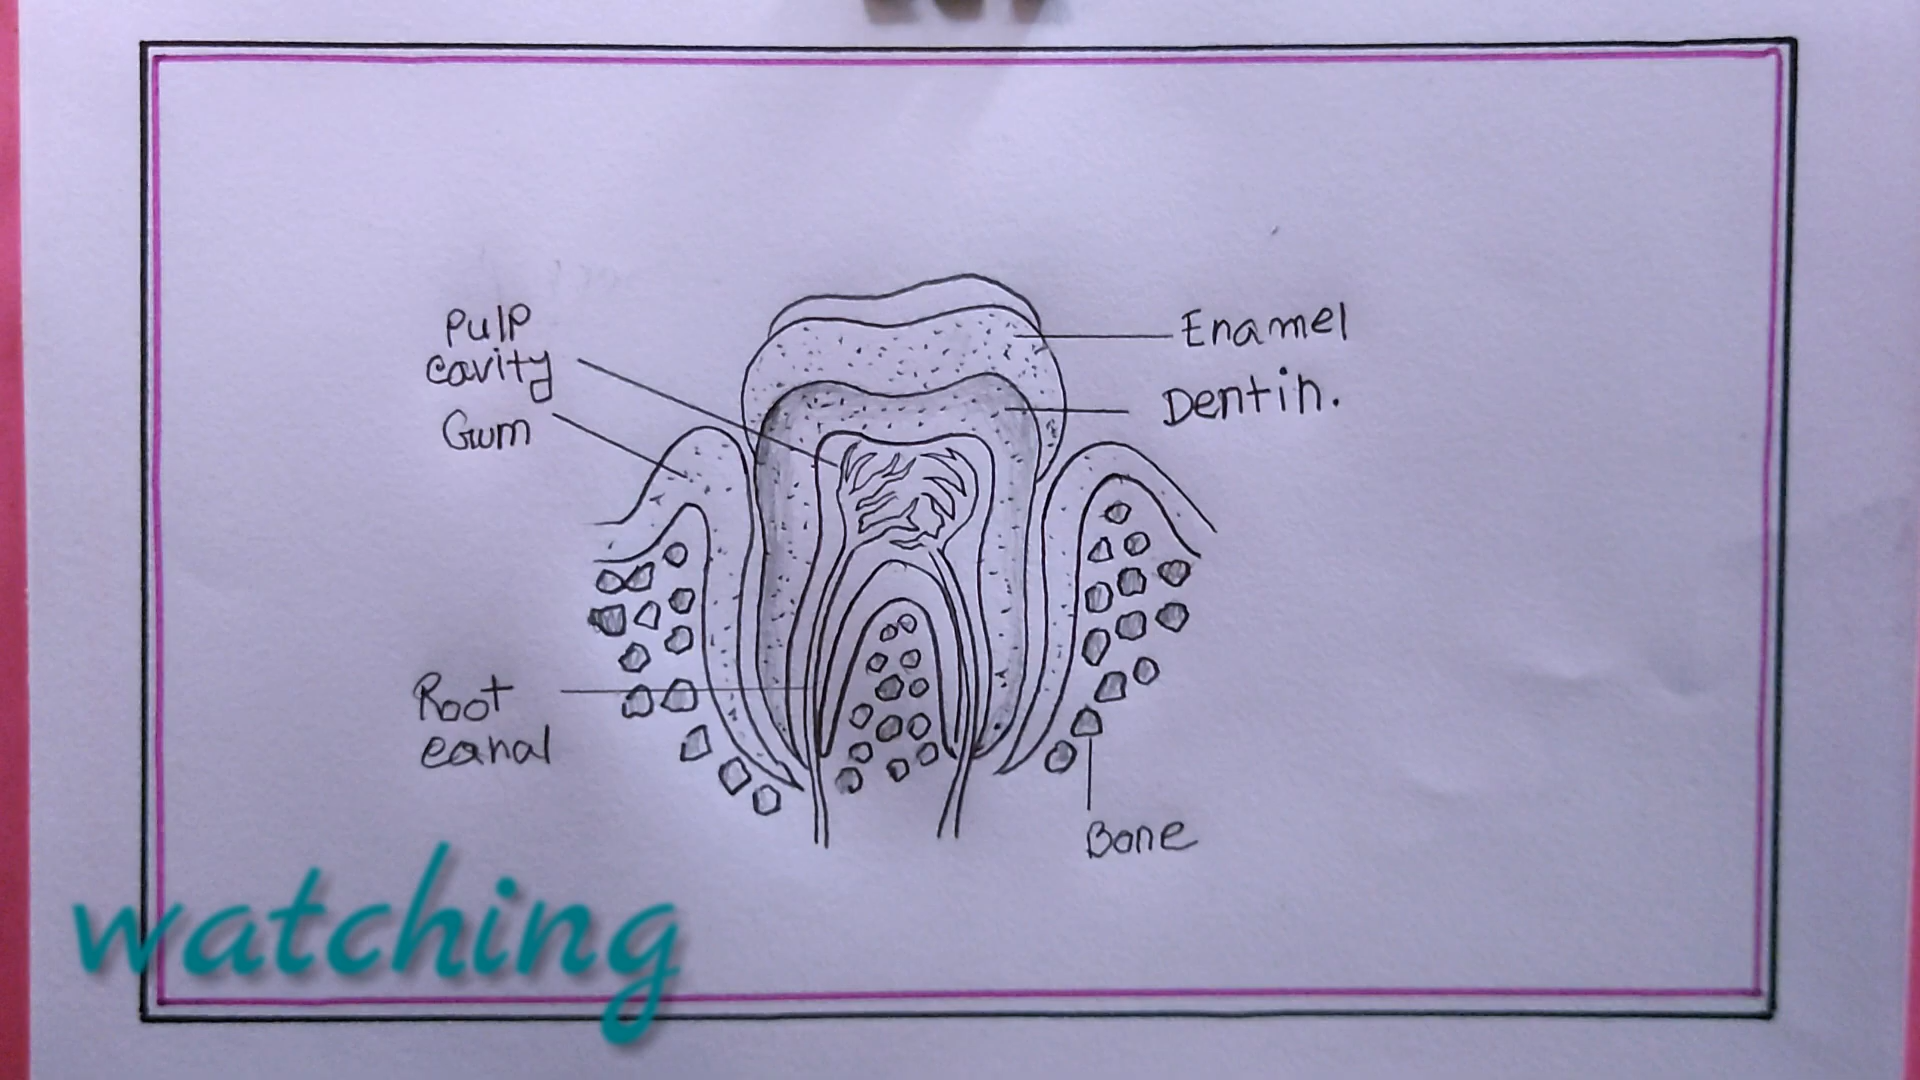 Pulp
cavity
Gum
Enamel
Dentin.
Root
canal
Bone
watching